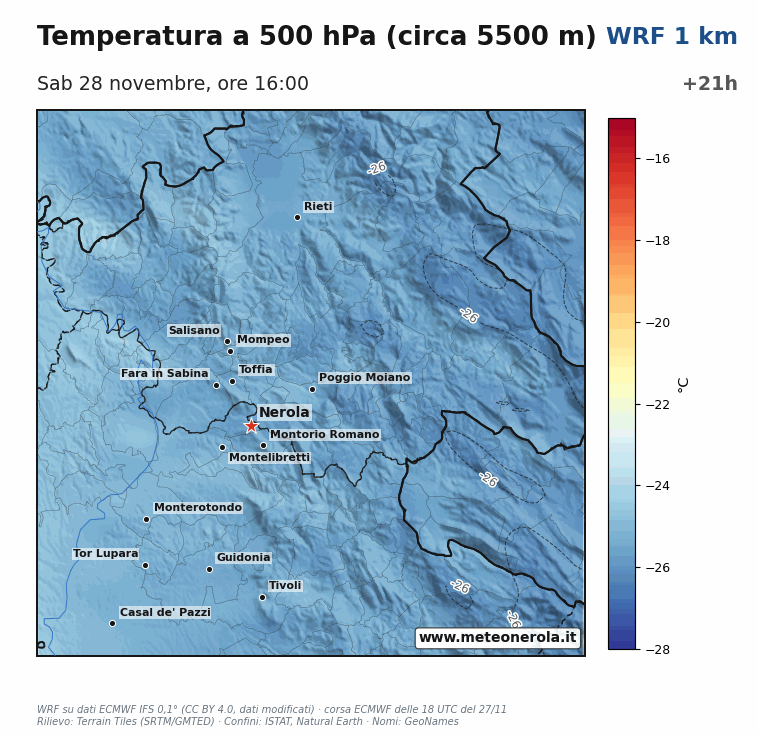 Temperatura a 500 hPa (circa 5500 m) WRF 1 km
Sab 28 novembre, ore 16:00 +21h
-26
Rieti
-26
Salisano
Mompeo
Toffia
Fara in Sabina
Poggio Moiano
Nerola
Montorio Romano
Montelibretti
-26
Monterotondo
Tor Lupara
Guidonia
Tivoli
-26
Casal de' Pazzi
-26
www.meteonerola.it
−16
−18
−20
−22
−24
−26
−28
°C
WRF su dati ECMWF IFS 0,1° (CC BY 4.0, dati modificati) · corsa ECMWF delle 18 UTC del 27/11
Rilievo: Terrain Tiles (SRTM/GMTED) · Confini: ISTAT, Natural Earth · Nomi: GeoNames